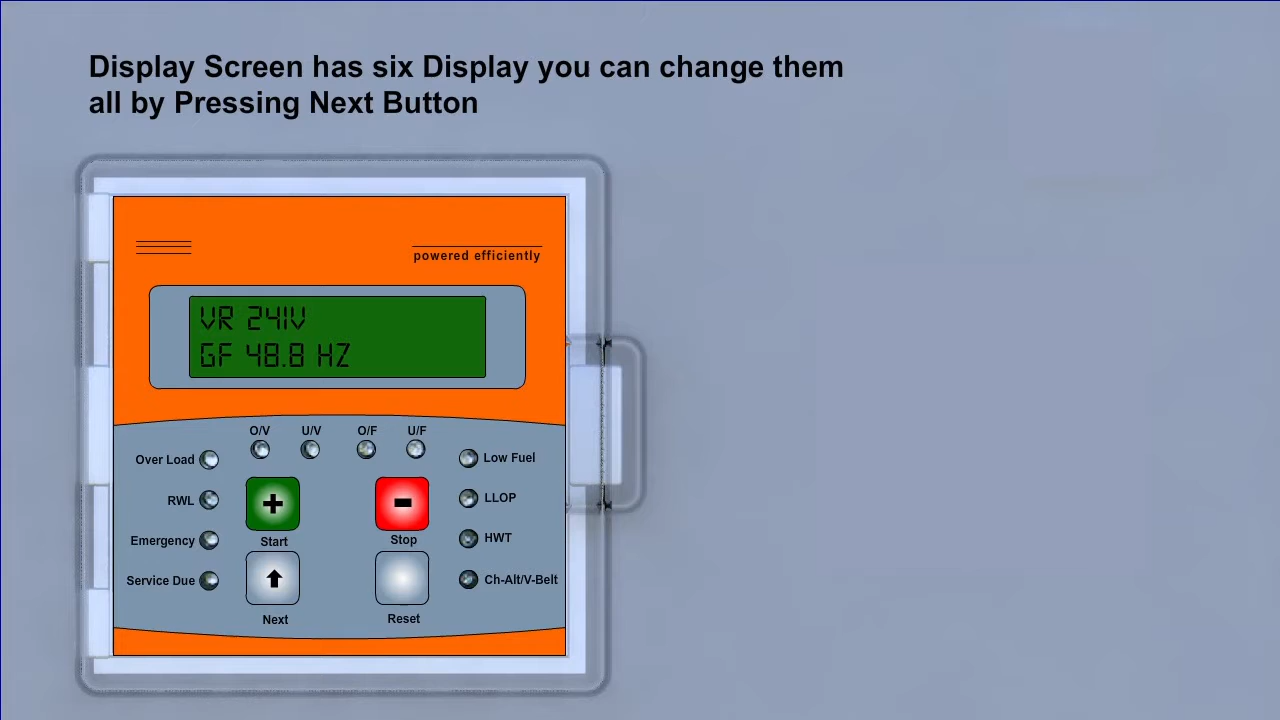 Display Screen has six Display you can change them
all by Pressing Next Button
powered efficiently
VR 241V
GF 48.8 HZ
O/V U/V O/F U/F
Over Load
Low Fuel
RWL
LLOP
Start
Stop
Emergency
HWT
Service Due
Ch-Alt/V-Belt
Next
Reset